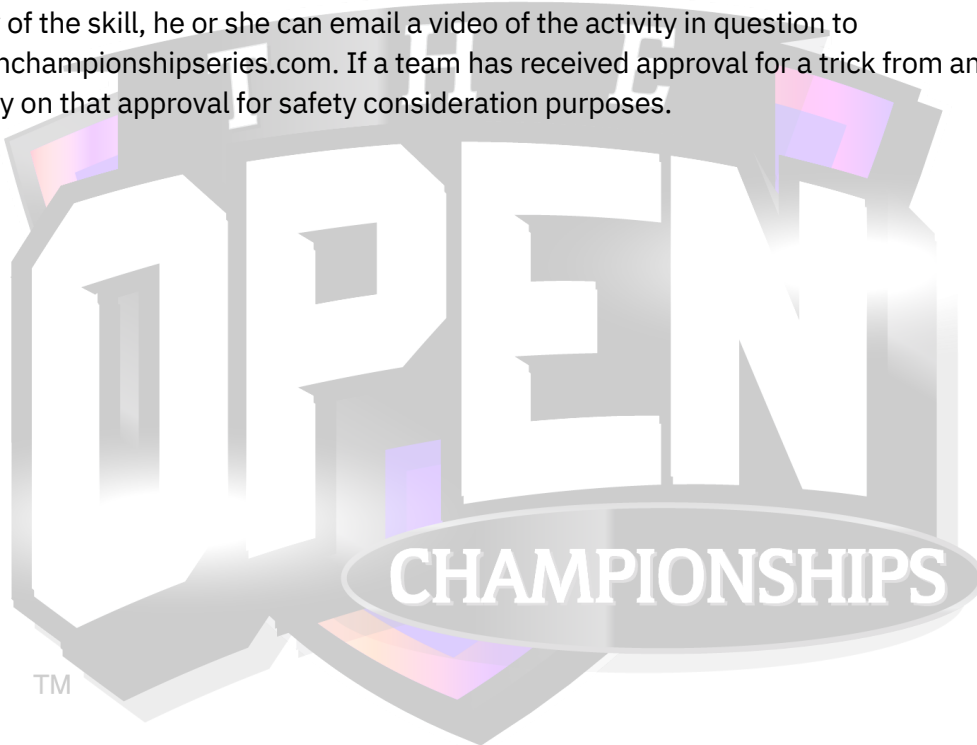 of the skill, he or she can email a video of the activity in question to
nchampionshipseries.com. If a team has received approval for a trick from an
y on that approval for safety consideration purposes.
THE
OPEN
CHAMPIONSHIPS
TM